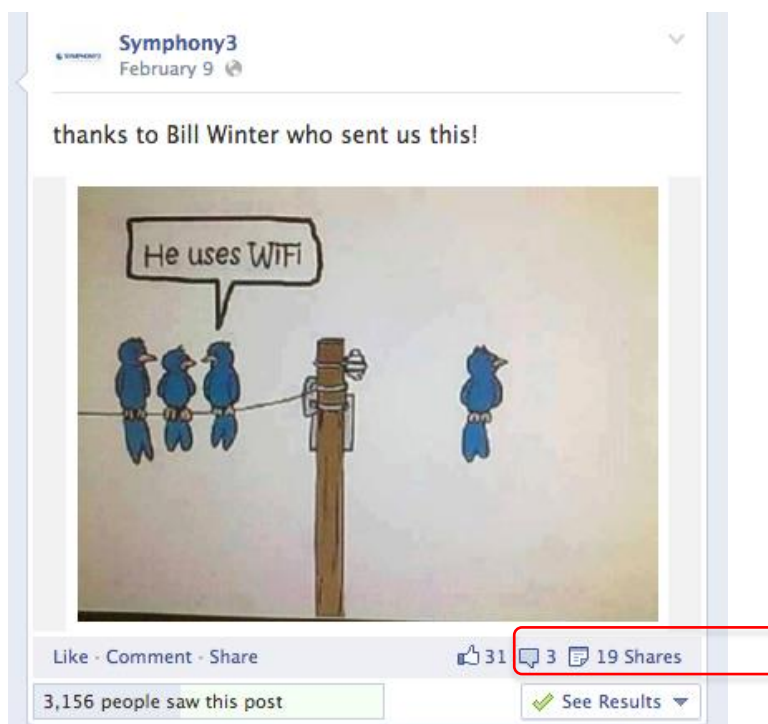 SYMPHONY3
Symphony3
February 9
thanks to Bill Winter who sent us this!
He uses WiFi
Like · Comment · Share 31 3 19 Shares
3,156 people saw this post See Results